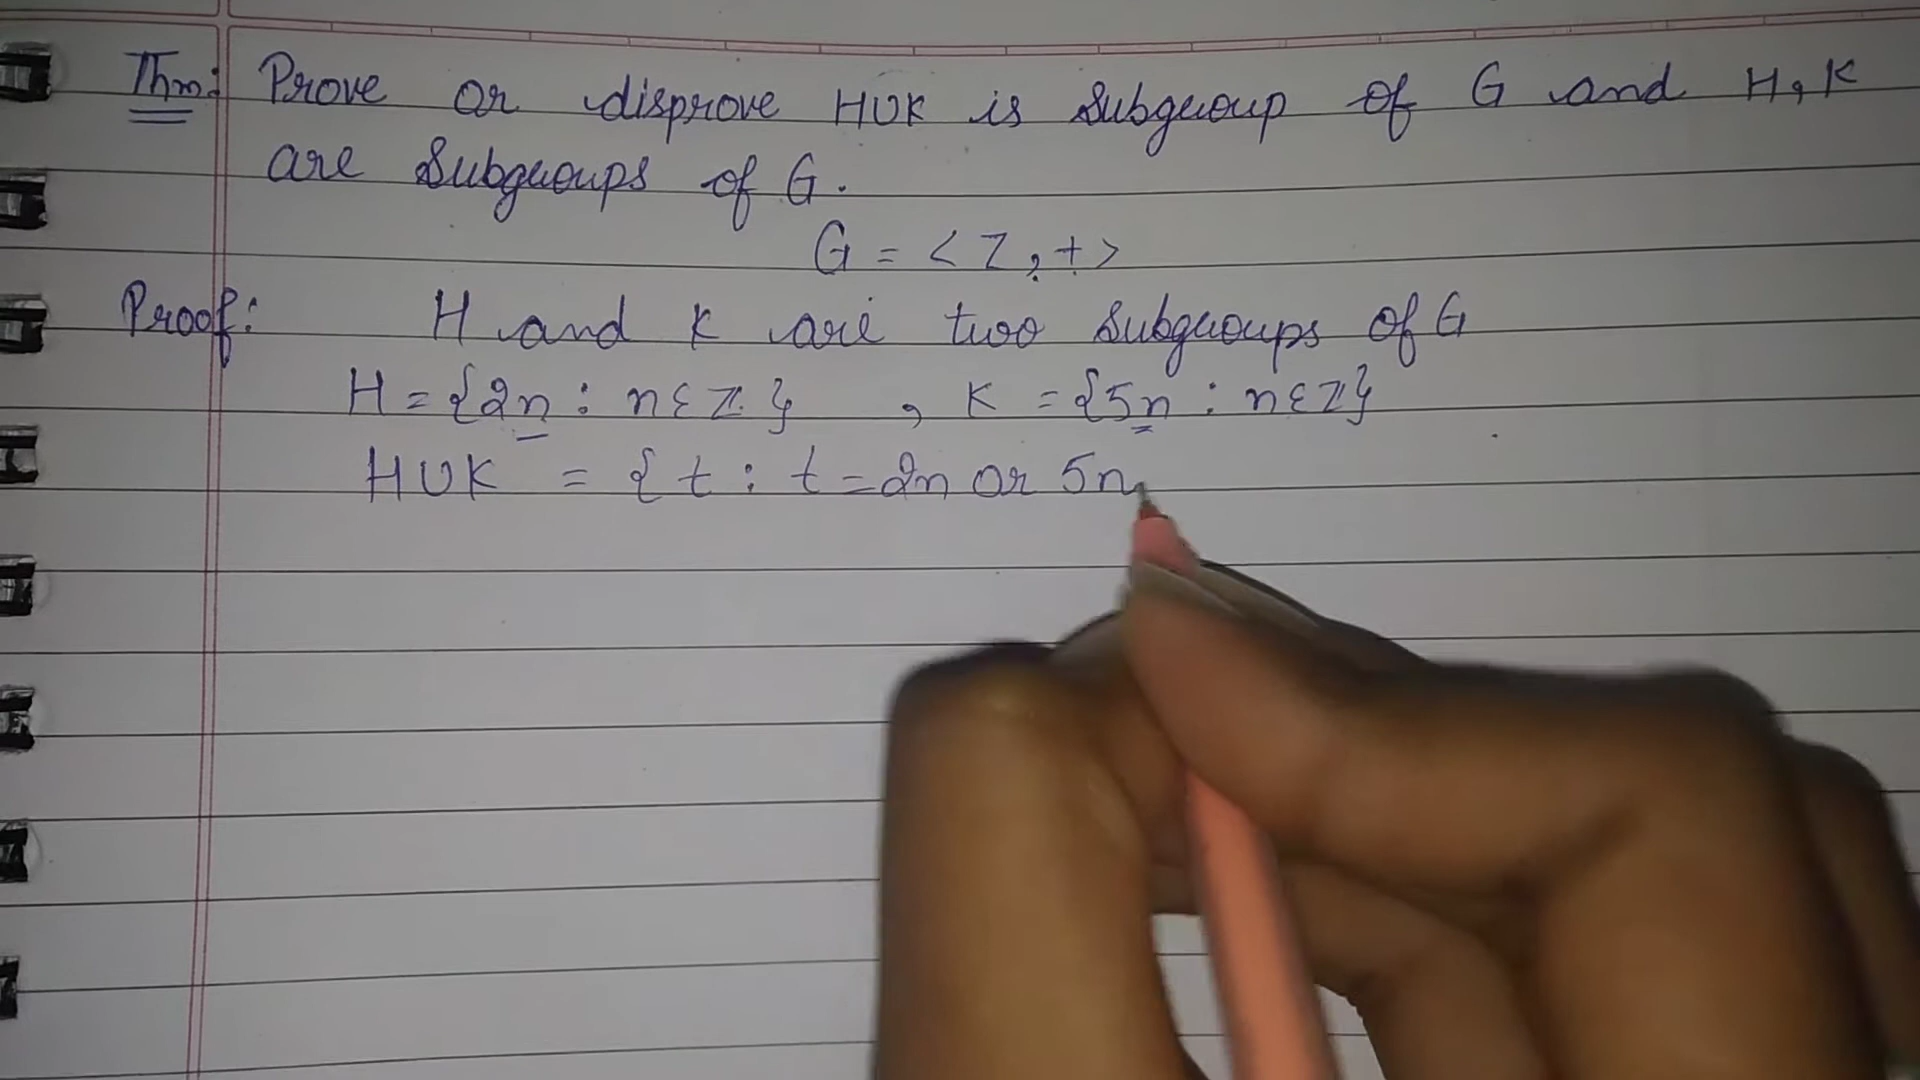 Thm: Prove or disprove HUK is Subgroup of G and H, K
are Subgroups of G.
G = < Z, + >
Proof: H and K are two Subgroups of G
H = {2n : n ∈ Z }, K = {5n : n ∈ Z}
HUK = { t : t = 2n or 5n,